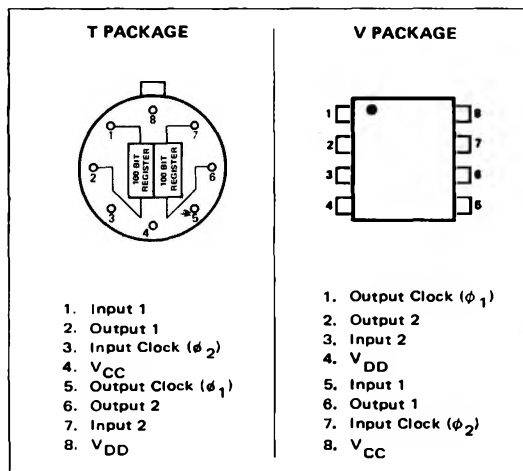 T PACKAGE
8
1
7
2
6
3
5
4
100 BIT
REGISTER
100 BIT
REGISTER
1. Input 1
2. Output 1
3. Input Clock (ϕ2)
4. VCC
5. Output Clock (ϕ1)
6. Output 2
7. Input 2
8. VDD
V PACKAGE
1
8
2
7
3
6
4
5
1. Output Clock (ϕ1)
2. Output 2
3. Input 2
4. VDD
5. Input 1
6. Output 1
7. Input Clock (ϕ2)
8. VCC